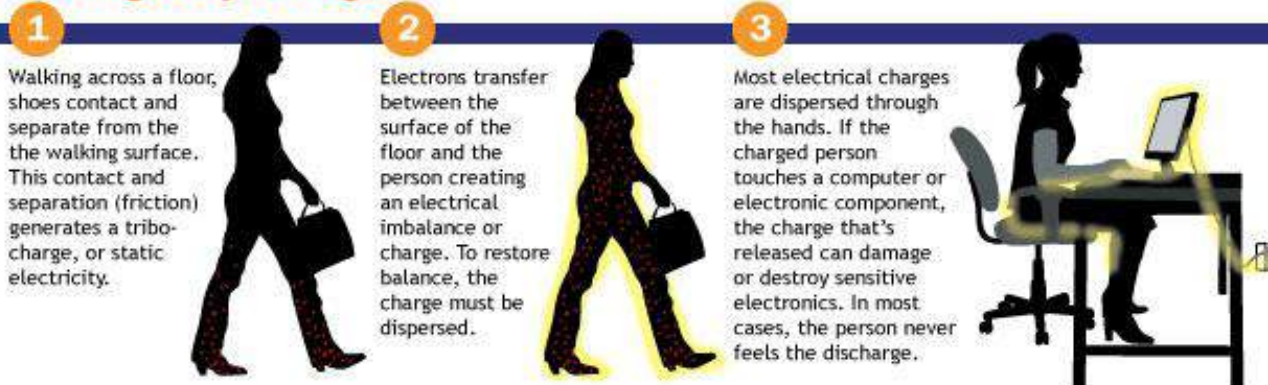 1
Walking across a floor,
shoes contact and
separate from the
the walking surface.
This contact and
separation (friction)
generates a tribo-
charge, or static
electricity.
2
Electrons transfer
between the
surface of the
floor and the
person creating
an electrical
imbalance or
charge. To restore
balance, the
charge must be
dispersed.
3
Most electrical charges
are dispersed through
the hands. If the
charged person
touches a computer or
electronic component,
the charge that's
released can damage
or destroy sensitive
electronics. In most
cases, the person never
feels the discharge.